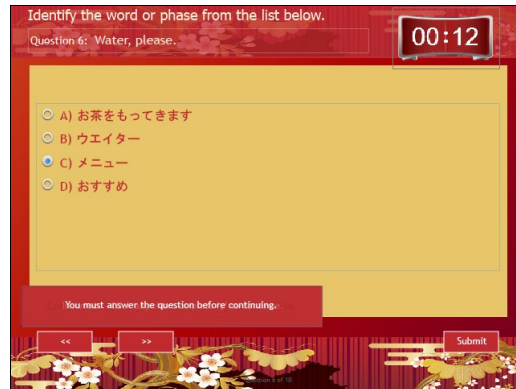 Identify the word or phase from the list below.
Question 6: Water, please.
00:12
A) お茶をもってきます
B) ウエイター
C) メニュー
D) おすすめ
You must answer the question before continuing.
<< >>
Submit
of 10